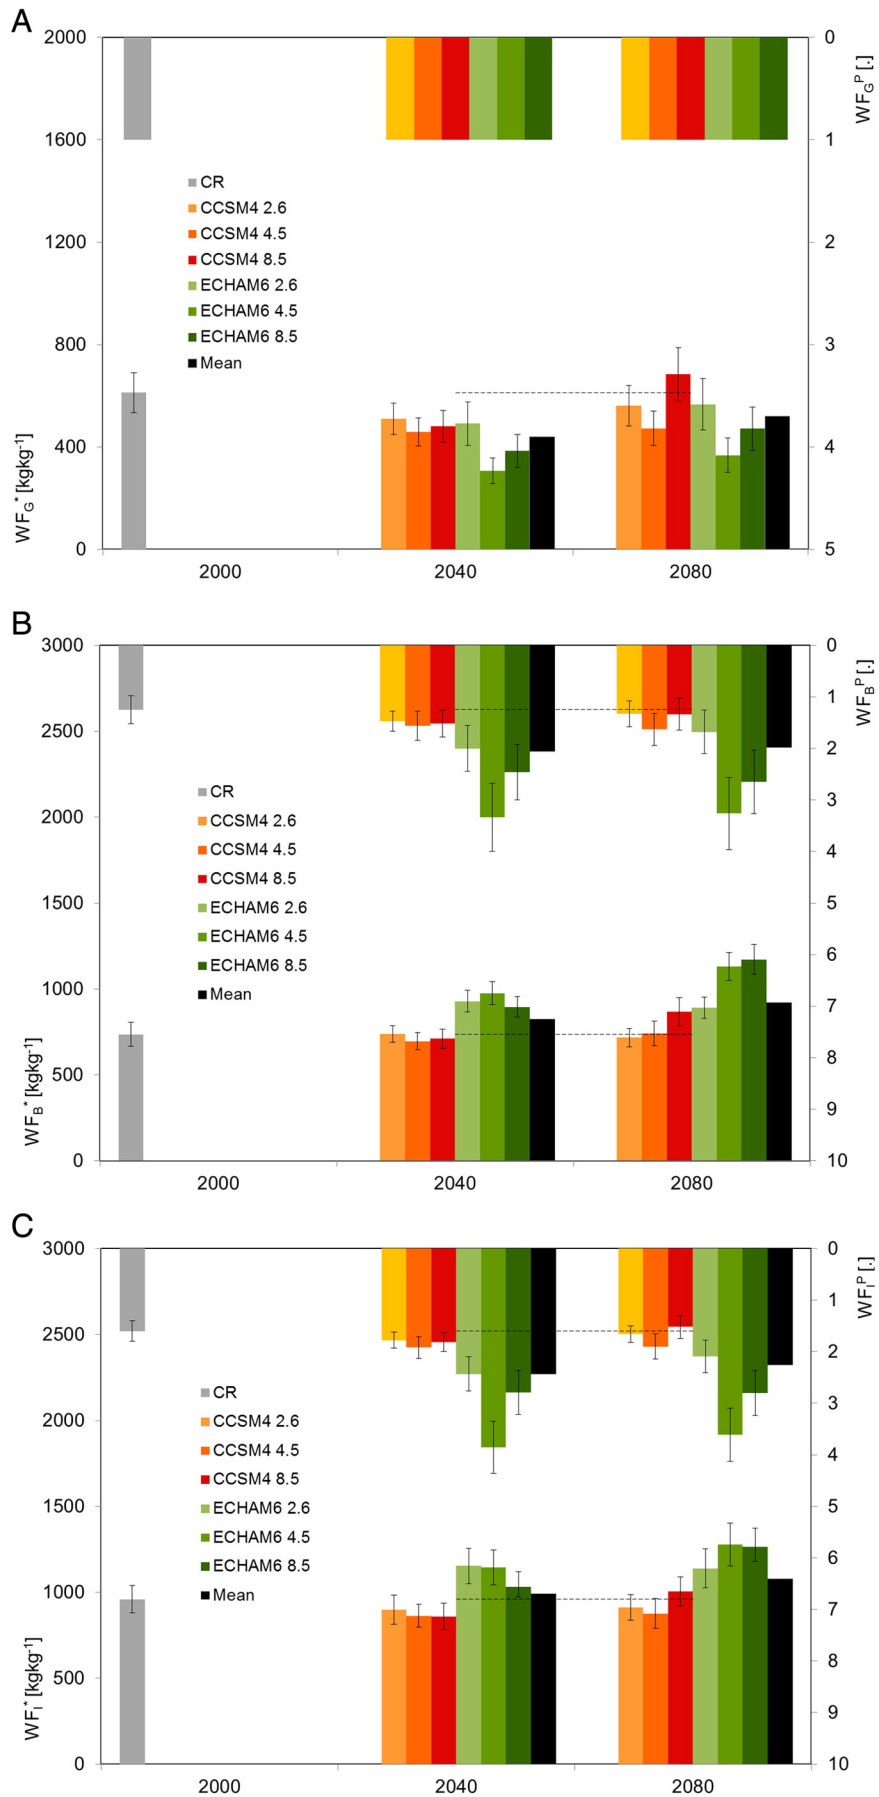 A
2000
1600
1200
800
400
0
WF_G^* [kgkg^-1]
CR
CCSM4 2.6
CCSM4 4.5
CCSM4 8.5
ECHAM6 2.6
ECHAM6 4.5
ECHAM6 8.5
Mean
0
1
2
3
4
5
WF_G^P [.]
2000 2040 2080
B
3000
2500
2000
1500
1000
500
0
WF_B^* [kgkg^-1]
CR
CCSM4 2.6
CCSM4 4.5
CCSM4 8.5
ECHAM6 2.6
ECHAM6 4.5
ECHAM6 8.5
Mean
0
1
2
3
4
5
6
7
8
9
10
WF_B^P [.]
2000 2040 2080
C
3000
2500
2000
1500
1000
500
0
WF_I^* [kgkg^-1]
CR
CCSM4 2.6
CCSM4 4.5
CCSM4 8.5
ECHAM6 2.6
ECHAM6 4.5
ECHAM6 8.5
Mean
0
1
2
3
4
5
6
7
8
9
10
WF_I^P [.]
2000 2040 2080